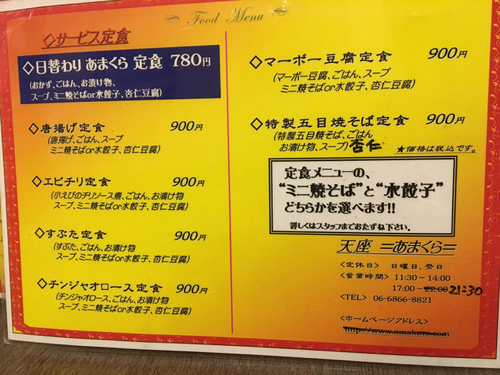 Food Menu
◇サービス定食
◇日替わり あまくら 定食 780円
(おかず、ごはん、お漬け物、
スープ、ミニ焼そばor水餃子、杏仁豆腐)
◇唐揚げ定食 900円
(唐揚げ、ごはん、スープ
ミニ焼そばor水餃子、杏仁豆腐)
◇エビチリ定食 900円
(小えびのチリソース煮、ごはん、お漬け物
スープ、ミニ焼そばor水餃子、杏仁豆腐)
◇すぶた定食 900円
(すぶた、ごはん、お漬け物
スープ、ミニ焼そばor水餃子、杏仁豆腐)
◇チンジャオロース定食 900円
(チンジャオロース、ごはん、お漬け物
スープ、ミニ焼そばor水餃子、杏仁豆腐)
◇マーボー豆腐定食 900円
(マーボー豆腐、ごはん、スープ
ミニ焼そばor水餃子、杏仁豆腐)
◇特製五目焼そば定食 900円
(特製五目焼そば、ごはん
お漬け物、スープ) 杏仁
★価格は税込です。
定食メニューの、
“ミニ焼そば”と“水餃子”
どちらかを選べます!!
詳しくはスタッフまでおたずね下さい。
天座 =あまくら=
<定休日> 日曜日、祭日
<営業時間> 11:30-14:00
17:00-22:00 21:30
<TEL> 06-6866-8821
<ホームページアドレス>